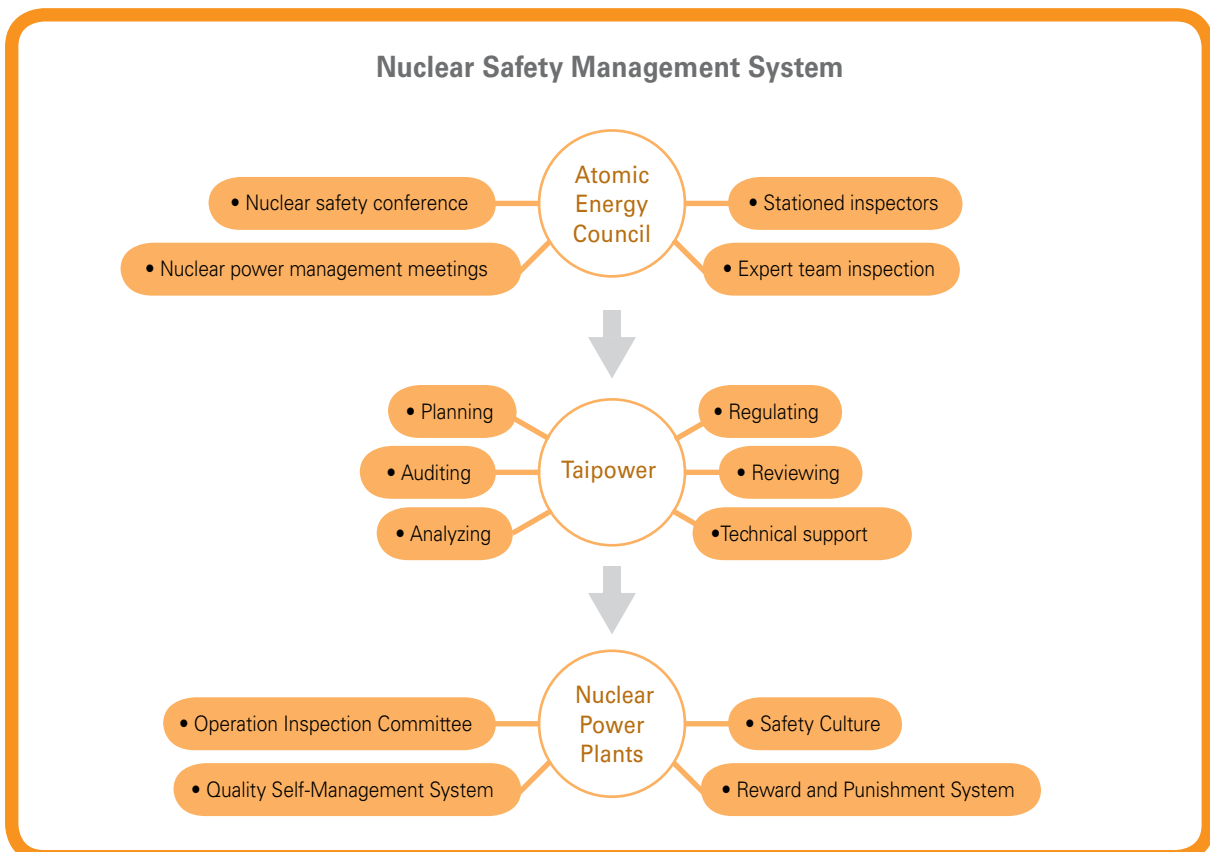 Nuclear Safety Management System
Atomic
Energy
Council
• Nuclear safety conference
• Stationed inspectors
• Nuclear power management meetings
• Expert team inspection
• Planning
• Regulating
• Auditing
Taipower
• Reviewing
• Analyzing
•Technical support
Nuclear
Power
Plants
• Operation Inspection Committee
• Safety Culture
• Quality Self-Management System
• Reward and Punishment System